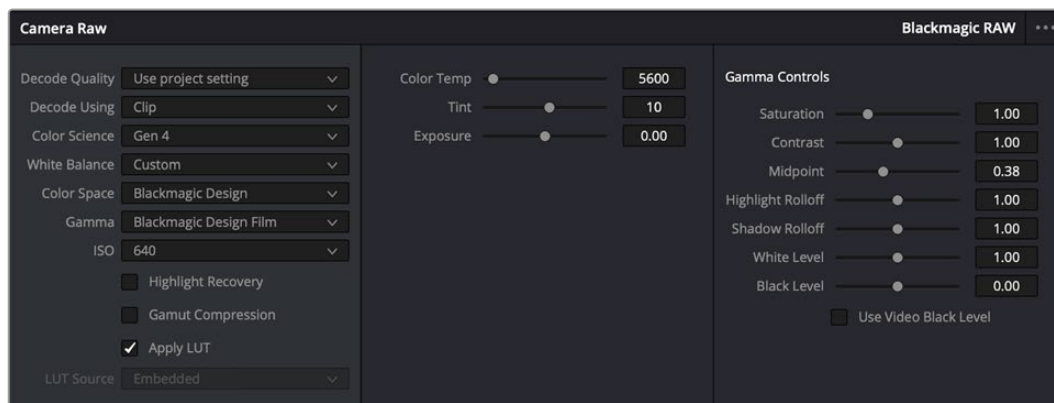 Camera Raw
Blackmagic RAW
Decode Quality Use project setting
Decode Using Clip
Color Science Gen 4
White Balance Custom
Color Space Blackmagic Design
Gamma Blackmagic Design Film
ISO 640
Highlight Recovery
Gamut Compression
Apply LUT
LUT Source Embedded
Color Temp 5600
Tint 10
Exposure 0.00
Gamma Controls
Saturation 1.00
Contrast 1.00
Midpoint 0.38
Highlight Rolloff 1.00
Shadow Rolloff 1.00
White Level 1.00
Black Level 0.00
Use Video Black Level